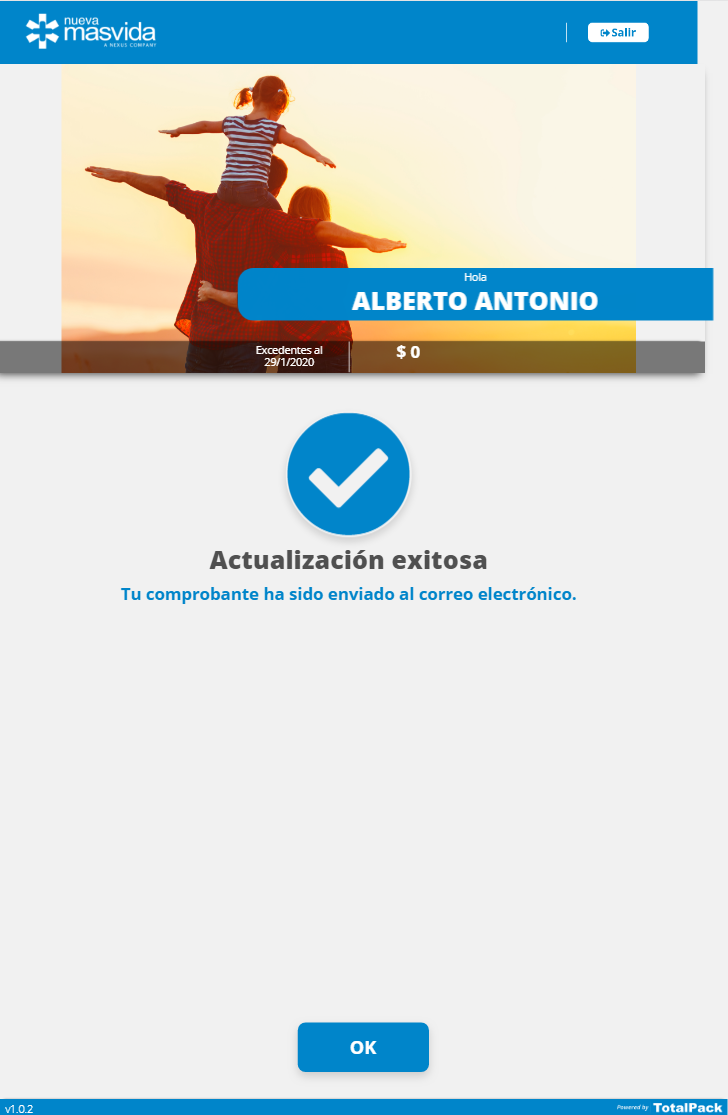 nueva
masvida
A NEXUS COMPANY
Salir
Hola
ALBERTO ANTONIO
Excedentes al
29/1/2020
$ 0
Actualización exitosa
Tu comprobante ha sido enviado al correo electrónico.
OK
v1.0.2
Powered by TotalPack